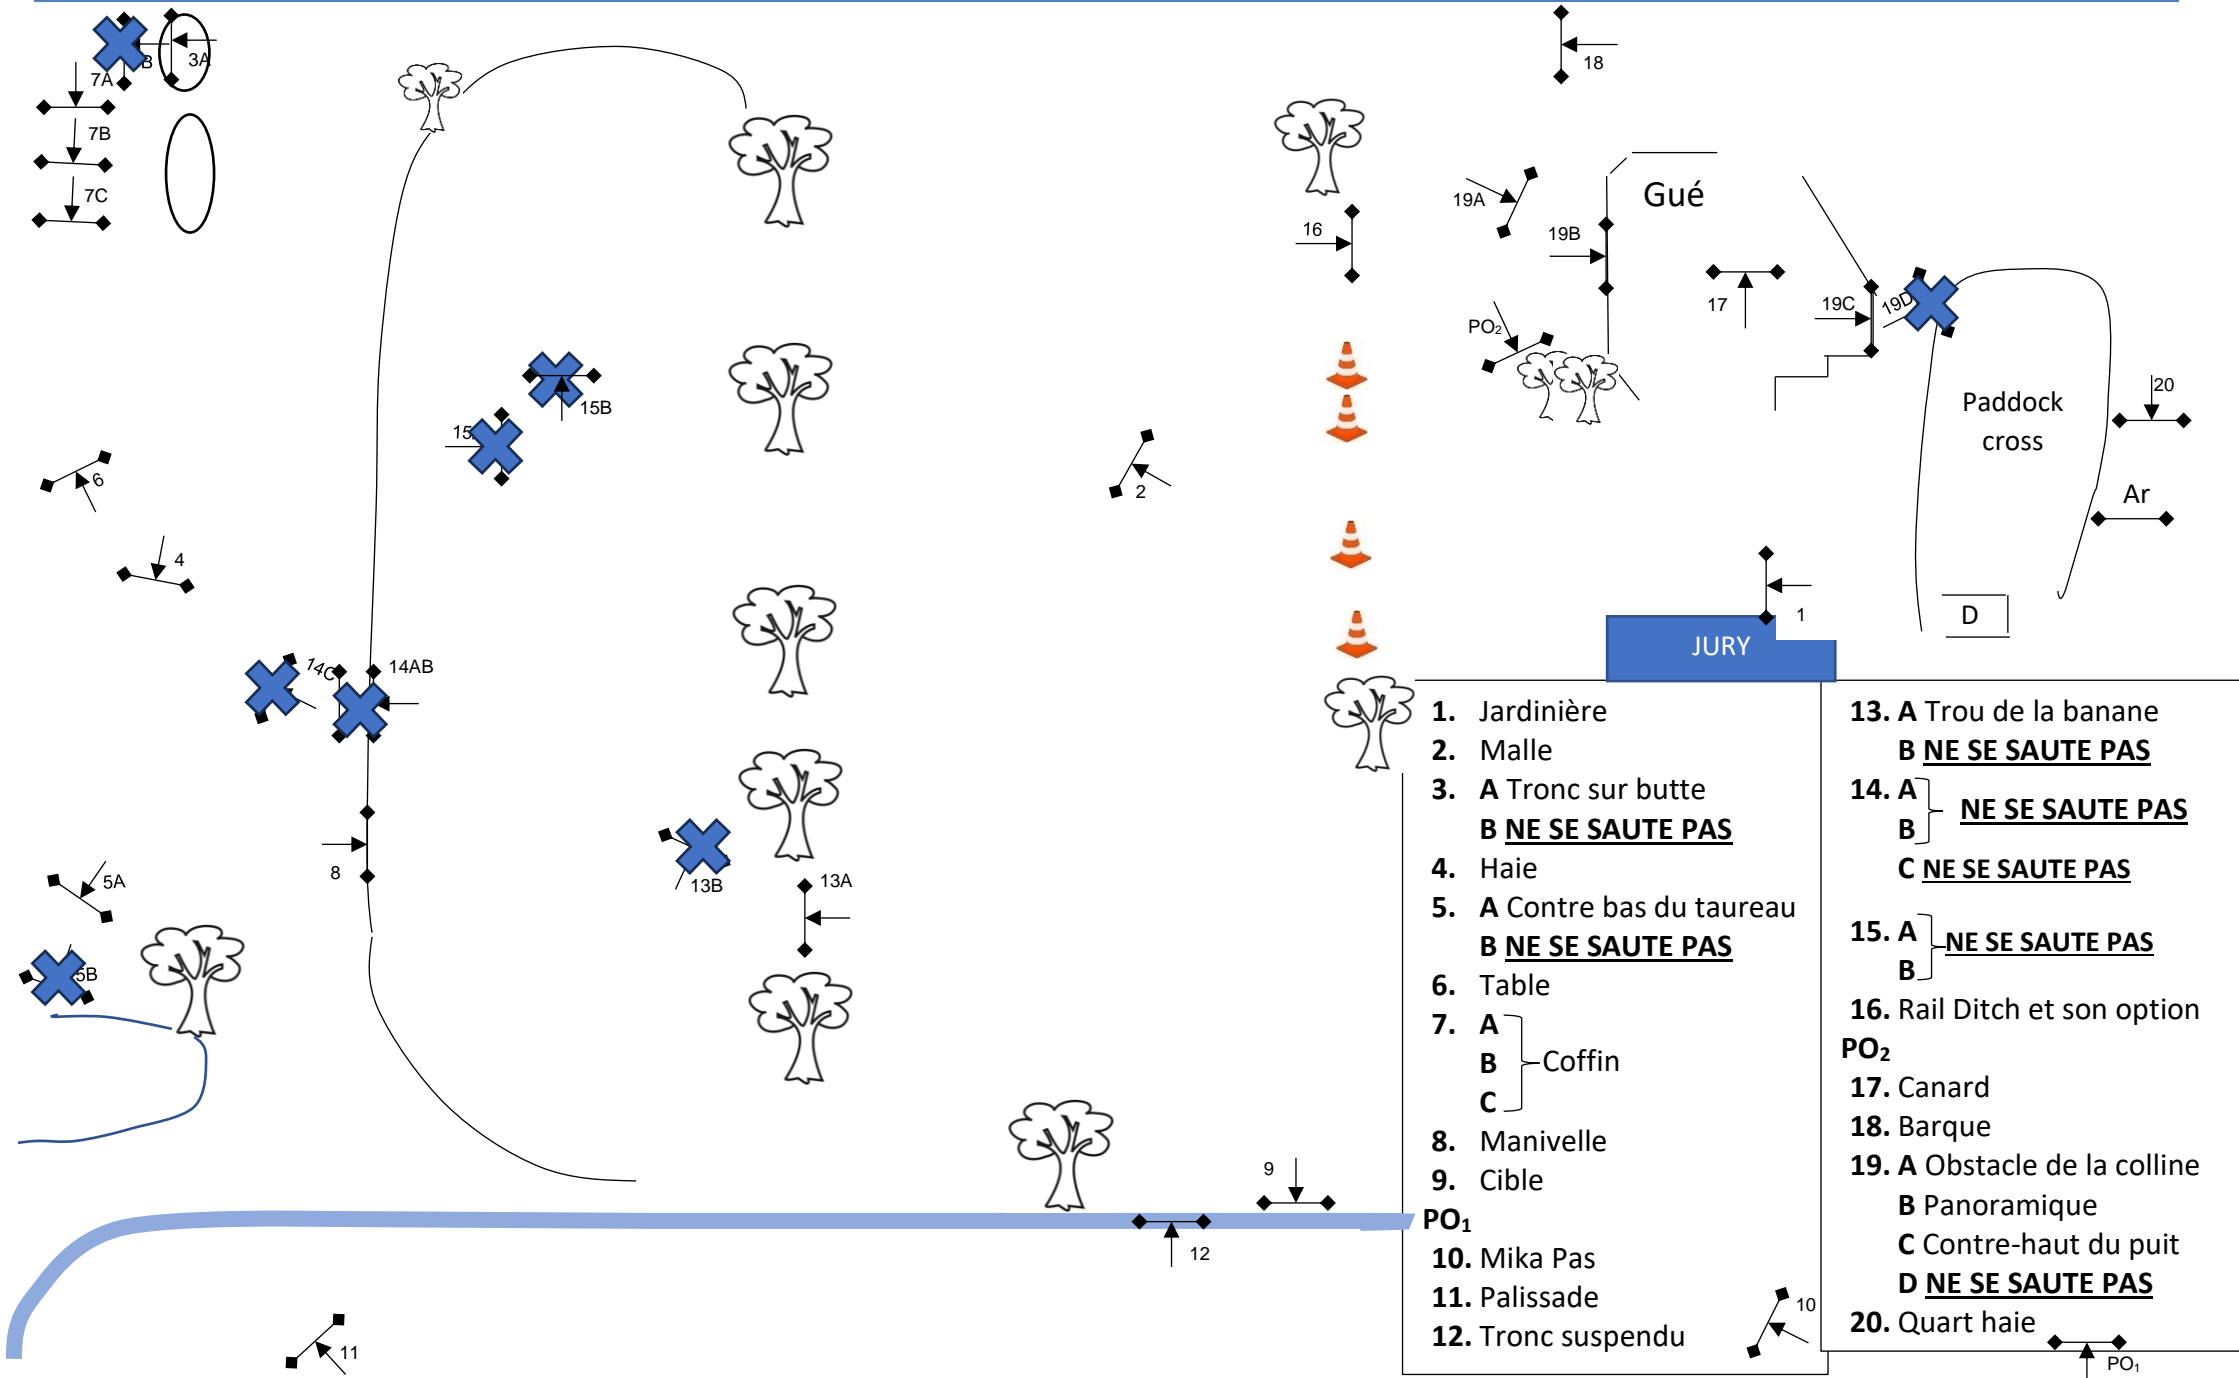 B
3A
7A
7B
7C
18
19A
Gué
16
19B
17
19C
19D
PO₂
15B
15
20
Paddock
cross
6
2
Ar
4
1
D
JURY
14C
14AB
8
13B
13A
5A
5B
9
12
11
10
PO₁
1. Jardinière
2. Malle
3. A Tronc sur butte
B NE SE SAUTE PAS
4. Haie
5. A Contre bas du taureau
B NE SE SAUTE PAS
6. Table
7. A
B Coffin
C
8. Manivelle
9. Cible
PO₁
10. Mika Pas
11. Palissade
12. Tronc suspendu
13. A Trou de la banane
B NE SE SAUTE PAS
14. A
B NE SE SAUTE PAS
C NE SE SAUTE PAS
15. A
B NE SE SAUTE PAS
16. Rail Ditch et son option
PO₂
17. Canard
18. Barque
19. A Obstacle de la colline
B Panoramique
C Contre-haut du puit
D NE SE SAUTE PAS
20. Quart haie